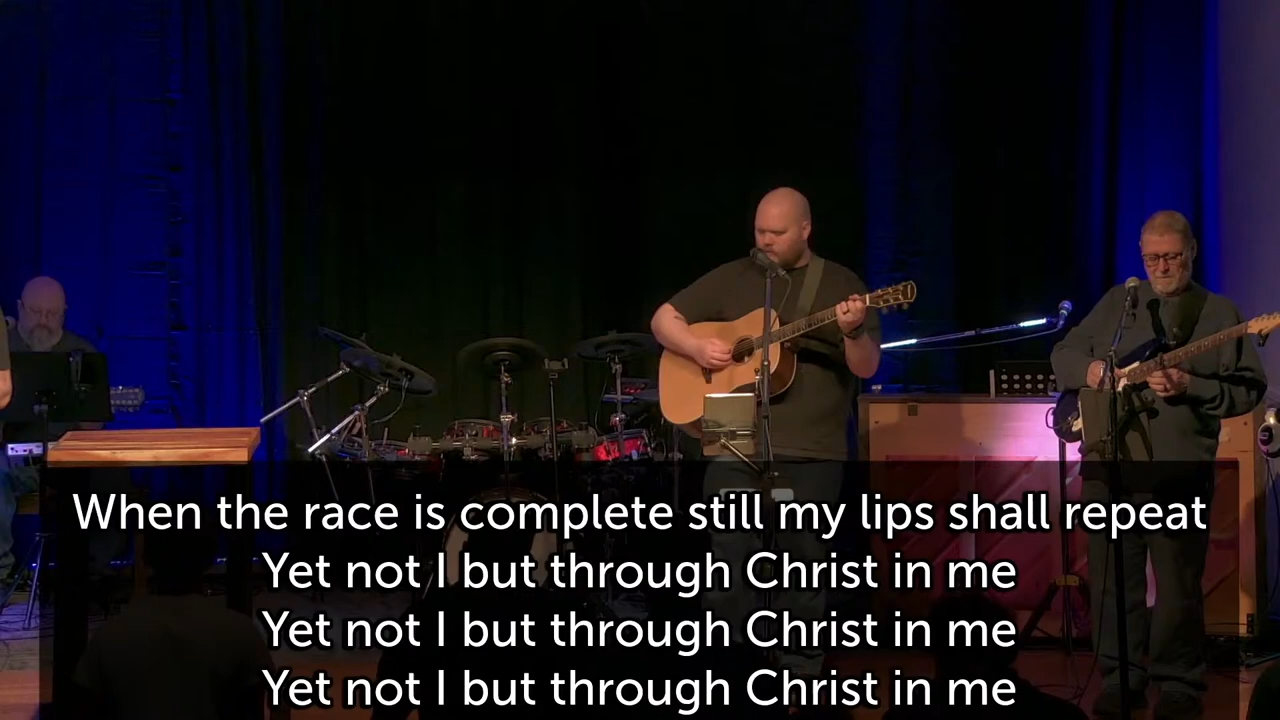 When the race is complete still my lips shall repeat
Yet not I but through Christ in me
Yet not I but through Christ in me
Yet not I but through Christ in me